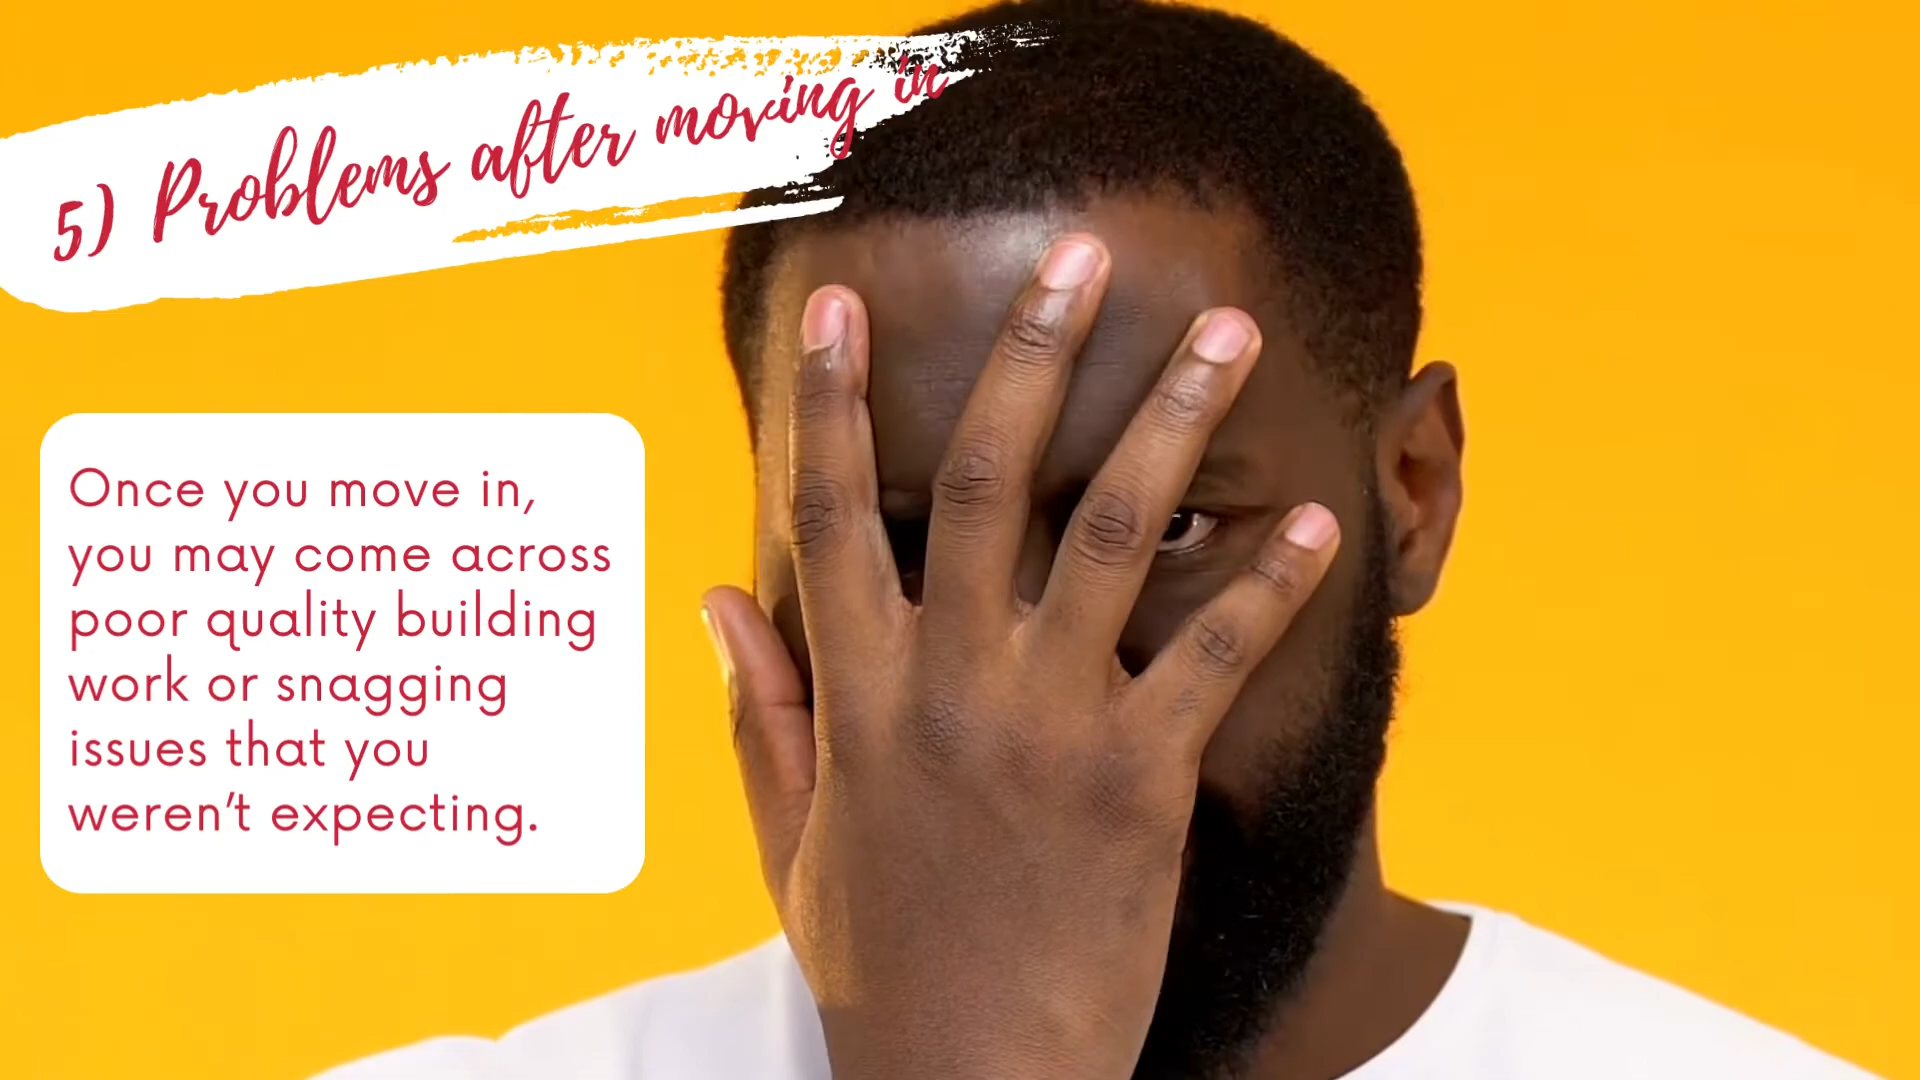 5) Problems after moving in
Once you move in,
you may come across
poor quality building
work or snagging
issues that you
weren't expecting.